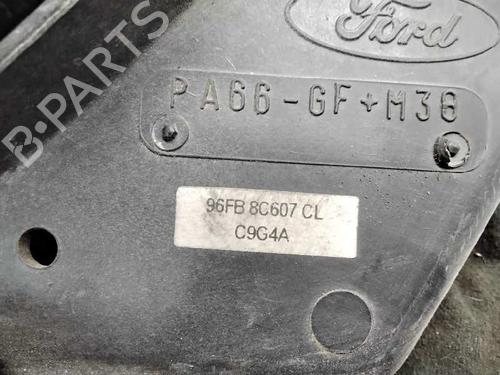 Ford
PA66-GF+M30
96FB 8C607 CL
C9G4A
B-PARTS